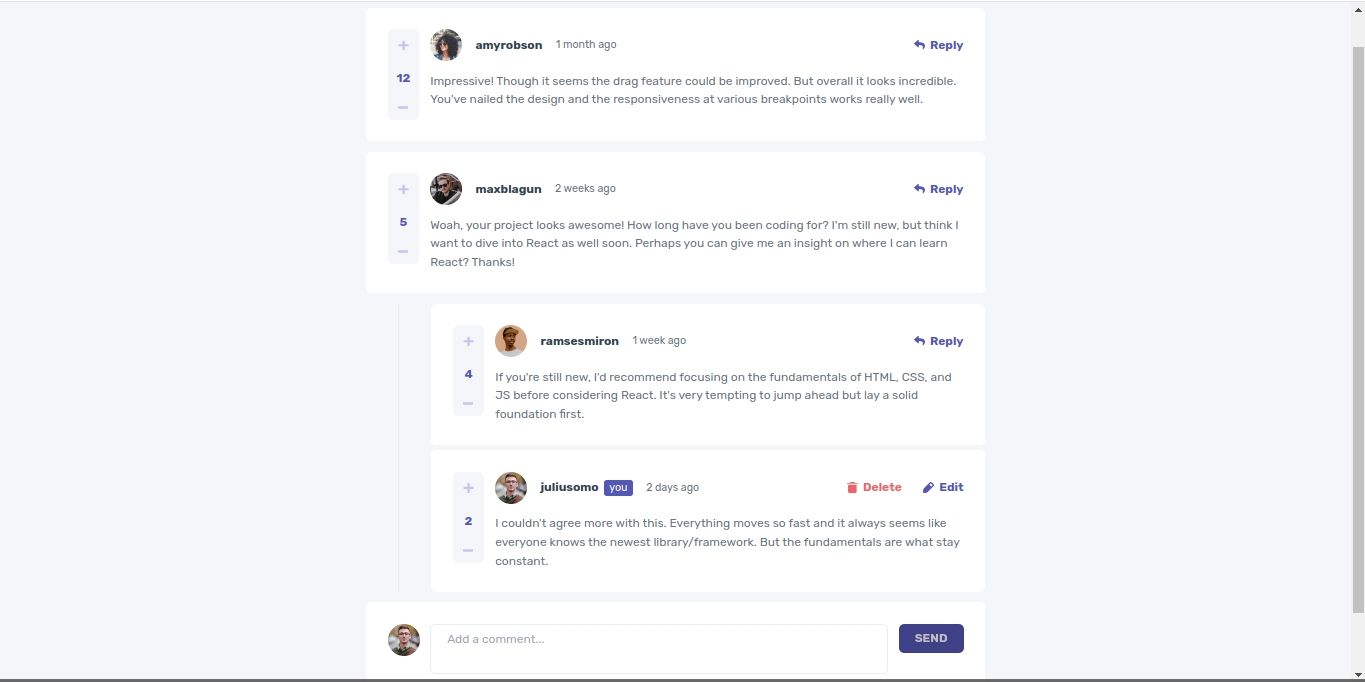 amyrobson 1 month ago Reply
12
Impressive! Though it seems the drag feature could be improved. But overall it looks incredible.
You've nailed the design and the responsiveness at various breakpoints works really well.
maxblagun 2 weeks ago Reply
5
Woah, your project looks awesome! How long have you been coding for? I'm still new, but think I
want to dive into React as well soon. Perhaps you can give me an insight on where I can learn
React? Thanks!
ramsesmiron 1 week ago Reply
4
If you're still new, I'd recommend focusing on the fundamentals of HTML, CSS, and
JS before considering React. It's very tempting to jump ahead but lay a solid
foundation first.
juliusomo you 2 days ago Delete Edit
2
I couldn't agree more with this. Everything moves so fast and it always seems like
everyone knows the newest library/framework. But the fundamentals are what stay
constant.
Add a comment... SEND